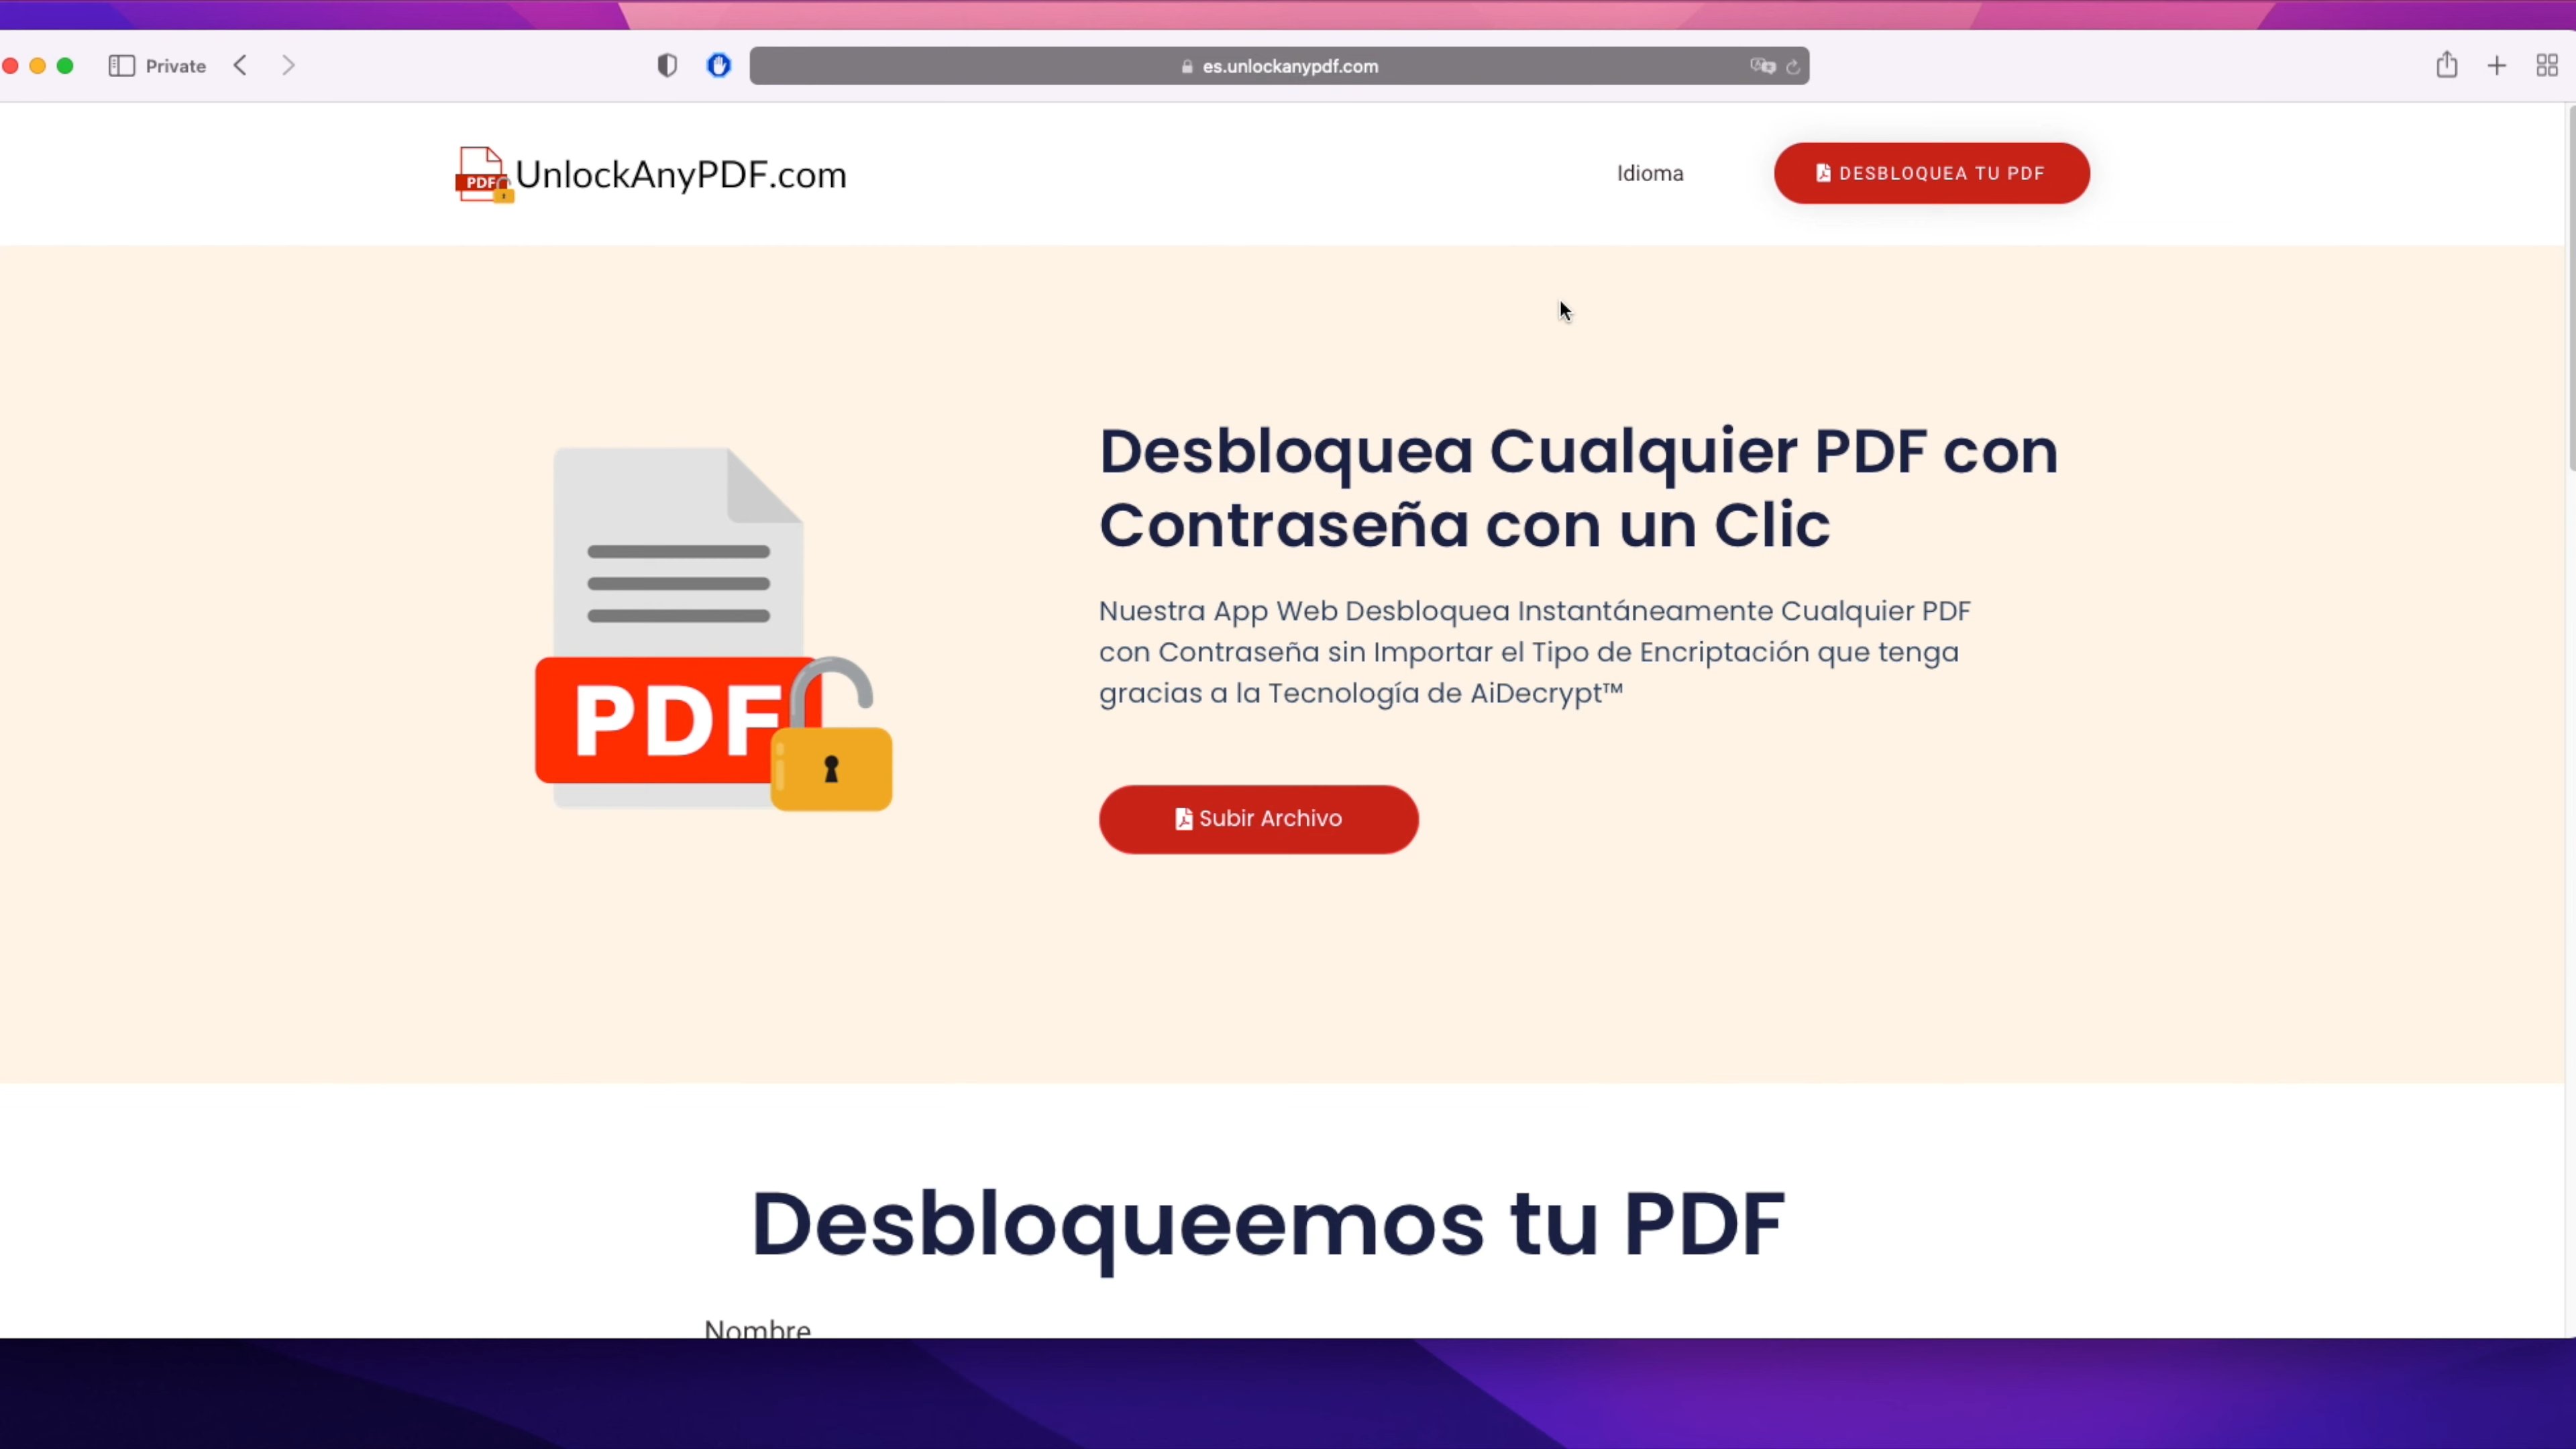 Private
es.unlockanypdf.com
PDF
UnlockAnyPDF.com
Idioma
DESBLOQUEA TU PDF
Desbloquea Cualquier PDF con
Contraseña con un Clic
Nuestra App Web Desbloquea Instantáneamente Cualquier PDF
con Contraseña sin Importar el Tipo de Encriptación que tenga
gracias a la Tecnología de AiDecrypt™
PDF
Subir Archivo
Desbloqueemos tu PDF
Nombre